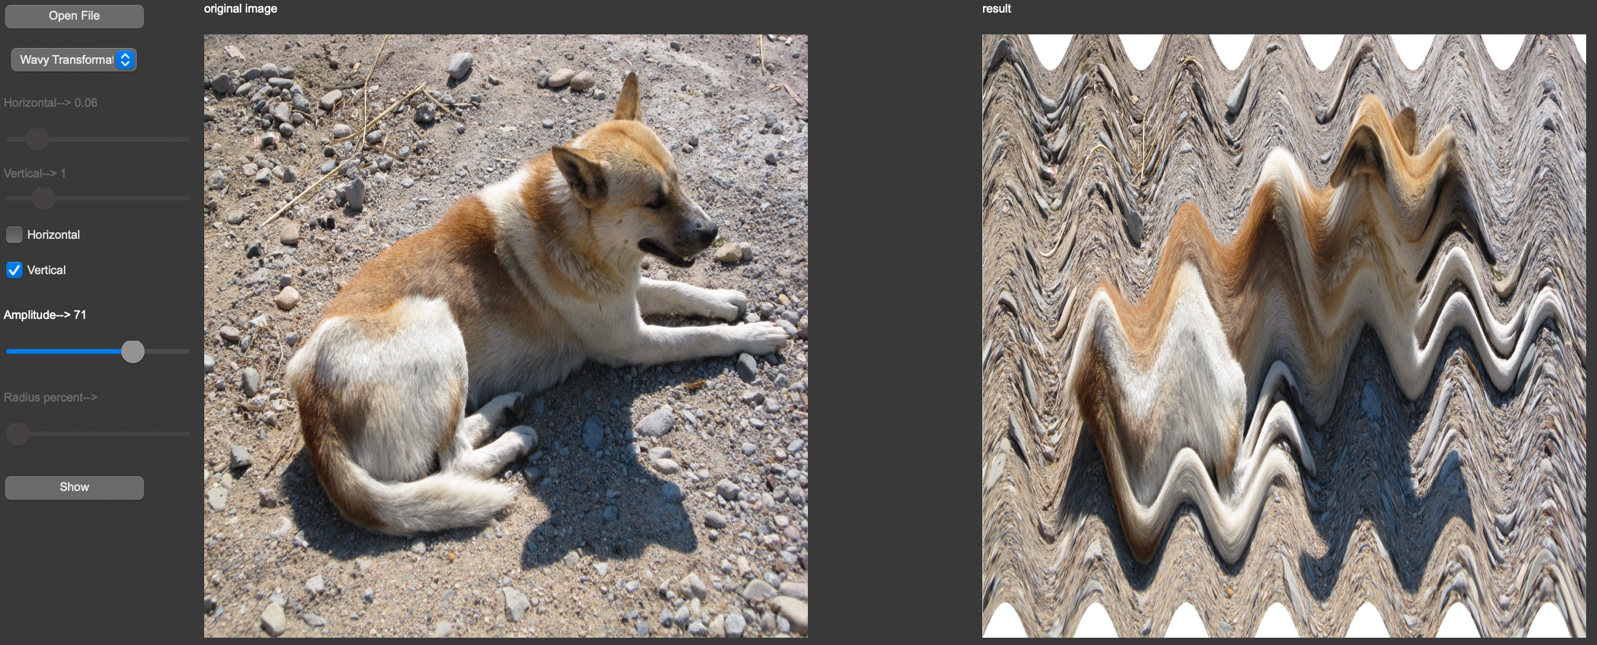 Open File
Wavy Transformat
Horizontal--> 0.06
Vertical--> 1
Horizontal
Vertical
Amplitude--> 71
Radius percent-->
Show
original image
result